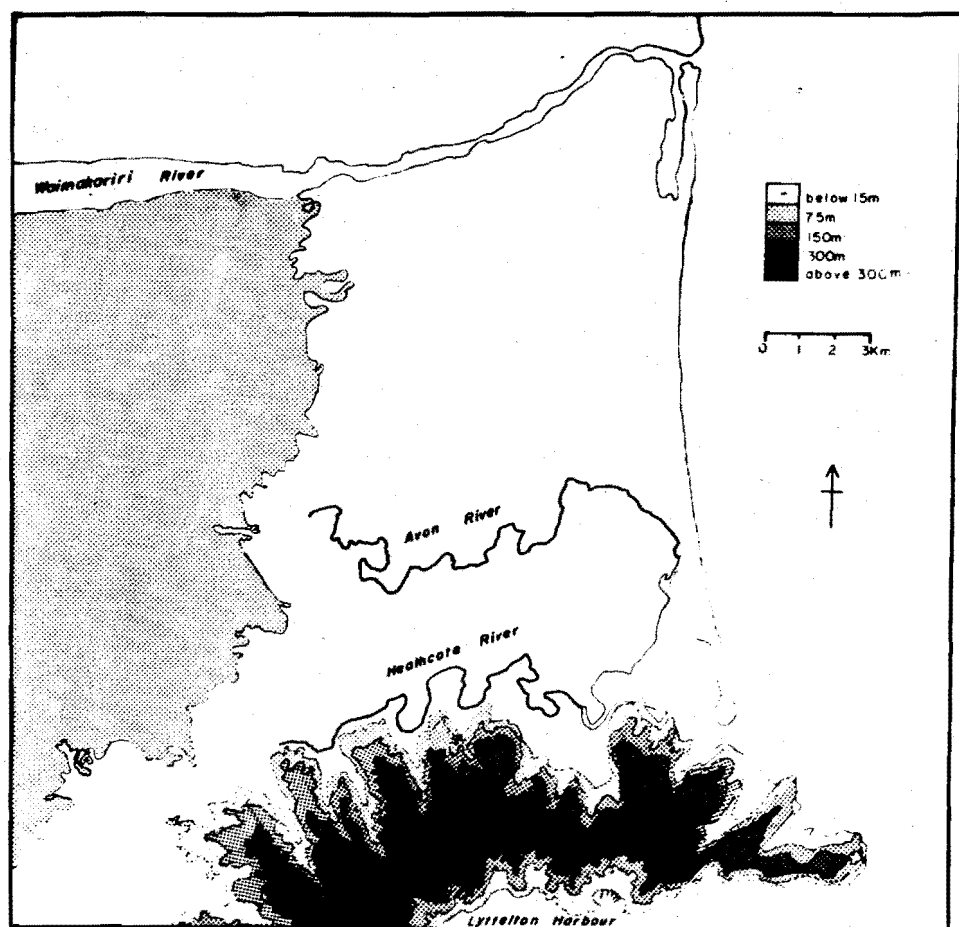 Waimakariri River
below 15m
75m
150m
300m
above 300m
0 1 2 3Km
Avon River
Heathcote River
Lyttelton Harbour